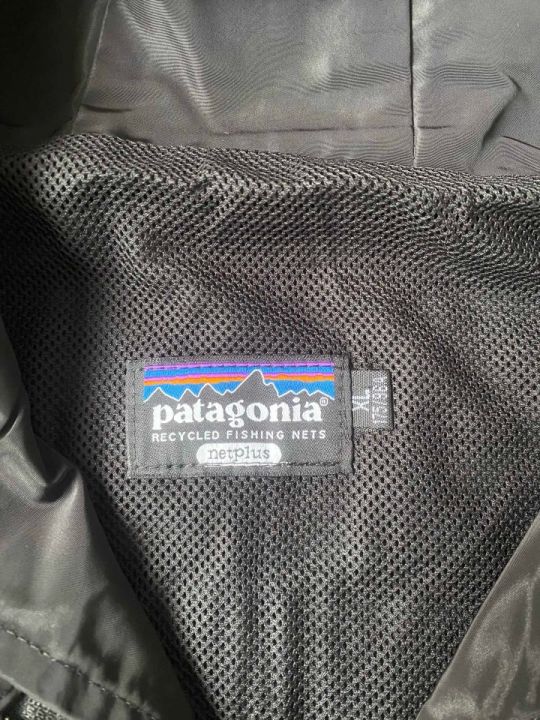 patagonia®
RECYCLED FISHING NETS
netplus
XL